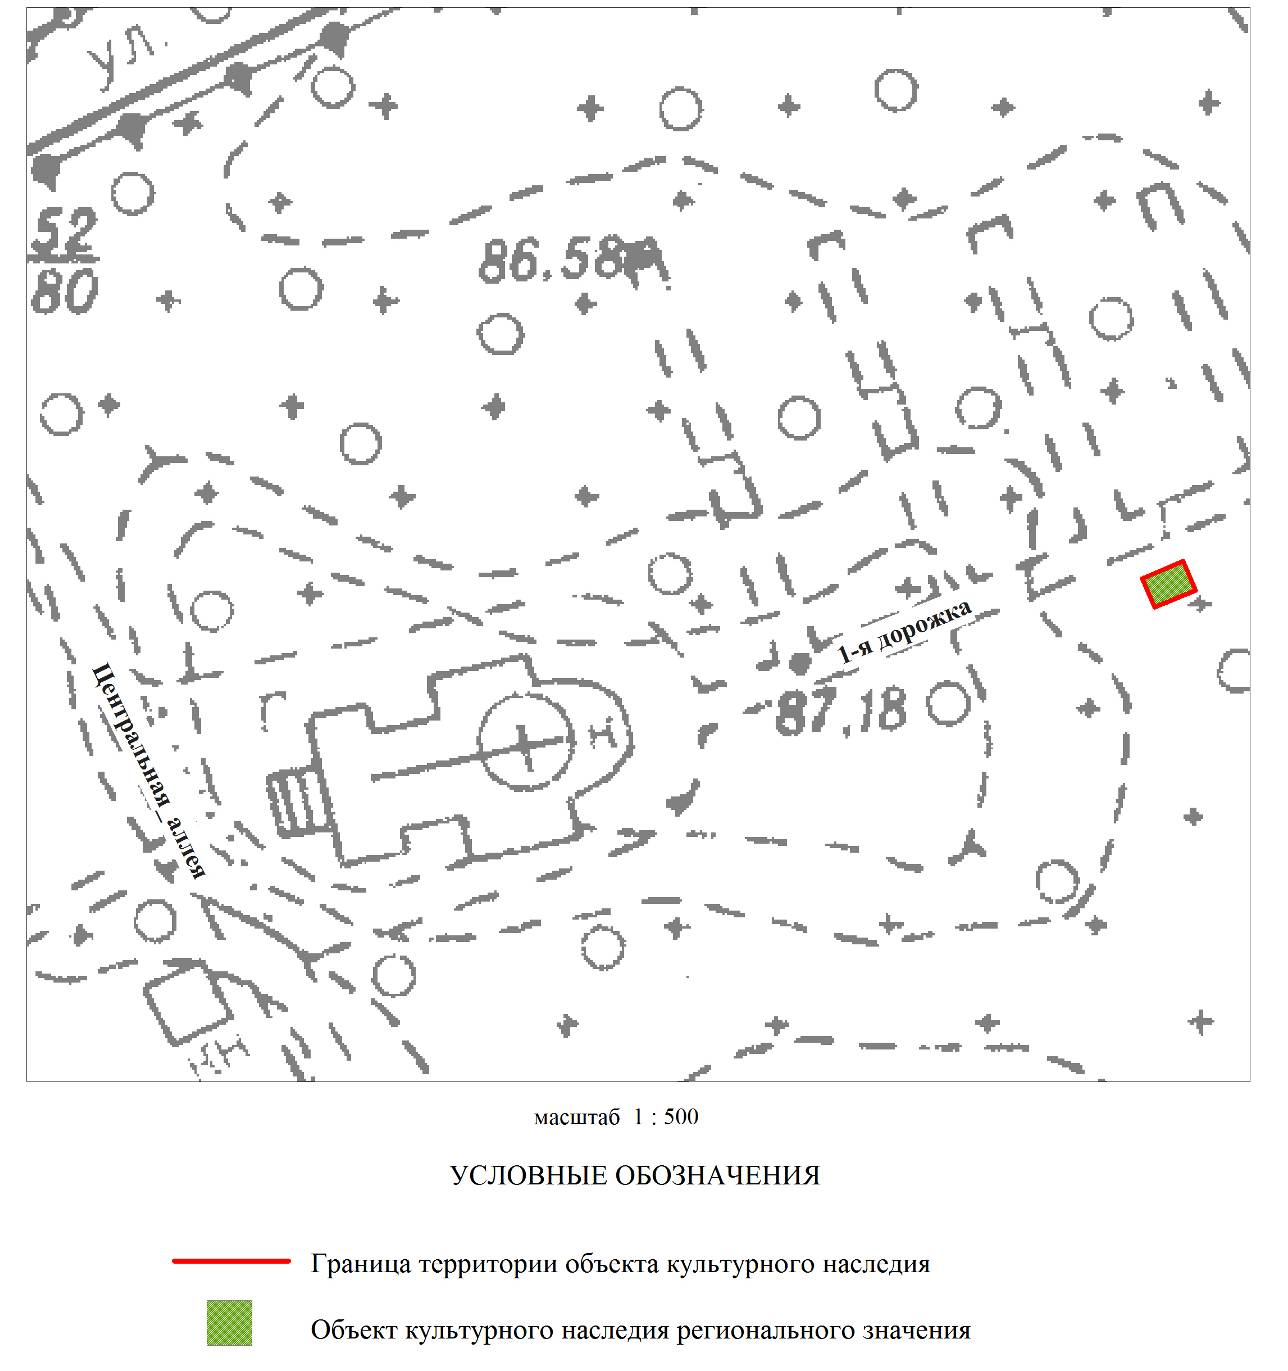 ул.
52
80
86.58
1-я дорожка
87,18
Центральная_аллея
Н
кн
масштаб 1 : 500
УСЛОВНЫЕ ОБОЗНАЧЕНИЯ
Граница территории объекта культурного наследия
Объект культурного наследия регионального значения